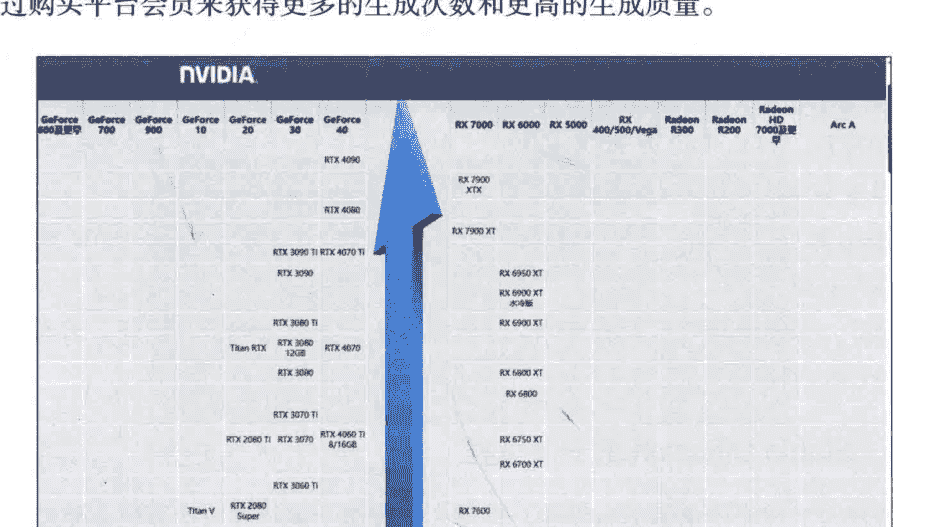 过购买平台会员来获得更多的生成次数和更高的生成质量。
NVIDIA
GeForce 600及更早 GeForce 700 GeForce 900 GeForce 10 GeForce 20 GeForce 30 GeForce 40 RX 7000 RX 6000 RX 5000 RX 400/500/Vega Radeon R300 Radeon R200 Radeon HD 7000及更早 Arc A
RTX 4090
RX 7900 XTX
RTX 4080
RX 7900 XT
RTX 3090 Ti RTX 4070 Ti
RTX 3090 RX 6950 XT
RX 6900 XT 水冷版
RTX 3080 Ti RX 6900 XT
Titan RTX RTX 3080 12GB RTX 4070
RTX 3080 RX 6800 XT
RX 6800
RTX 3070 Ti
RTX 2080 Ti RTX 3070 RTX 4060 Ti 8/16GB RX 6750 XT
RX 6700 XT
RTX 3060 Ti
Titan V RTX 2080 Super RX 7600